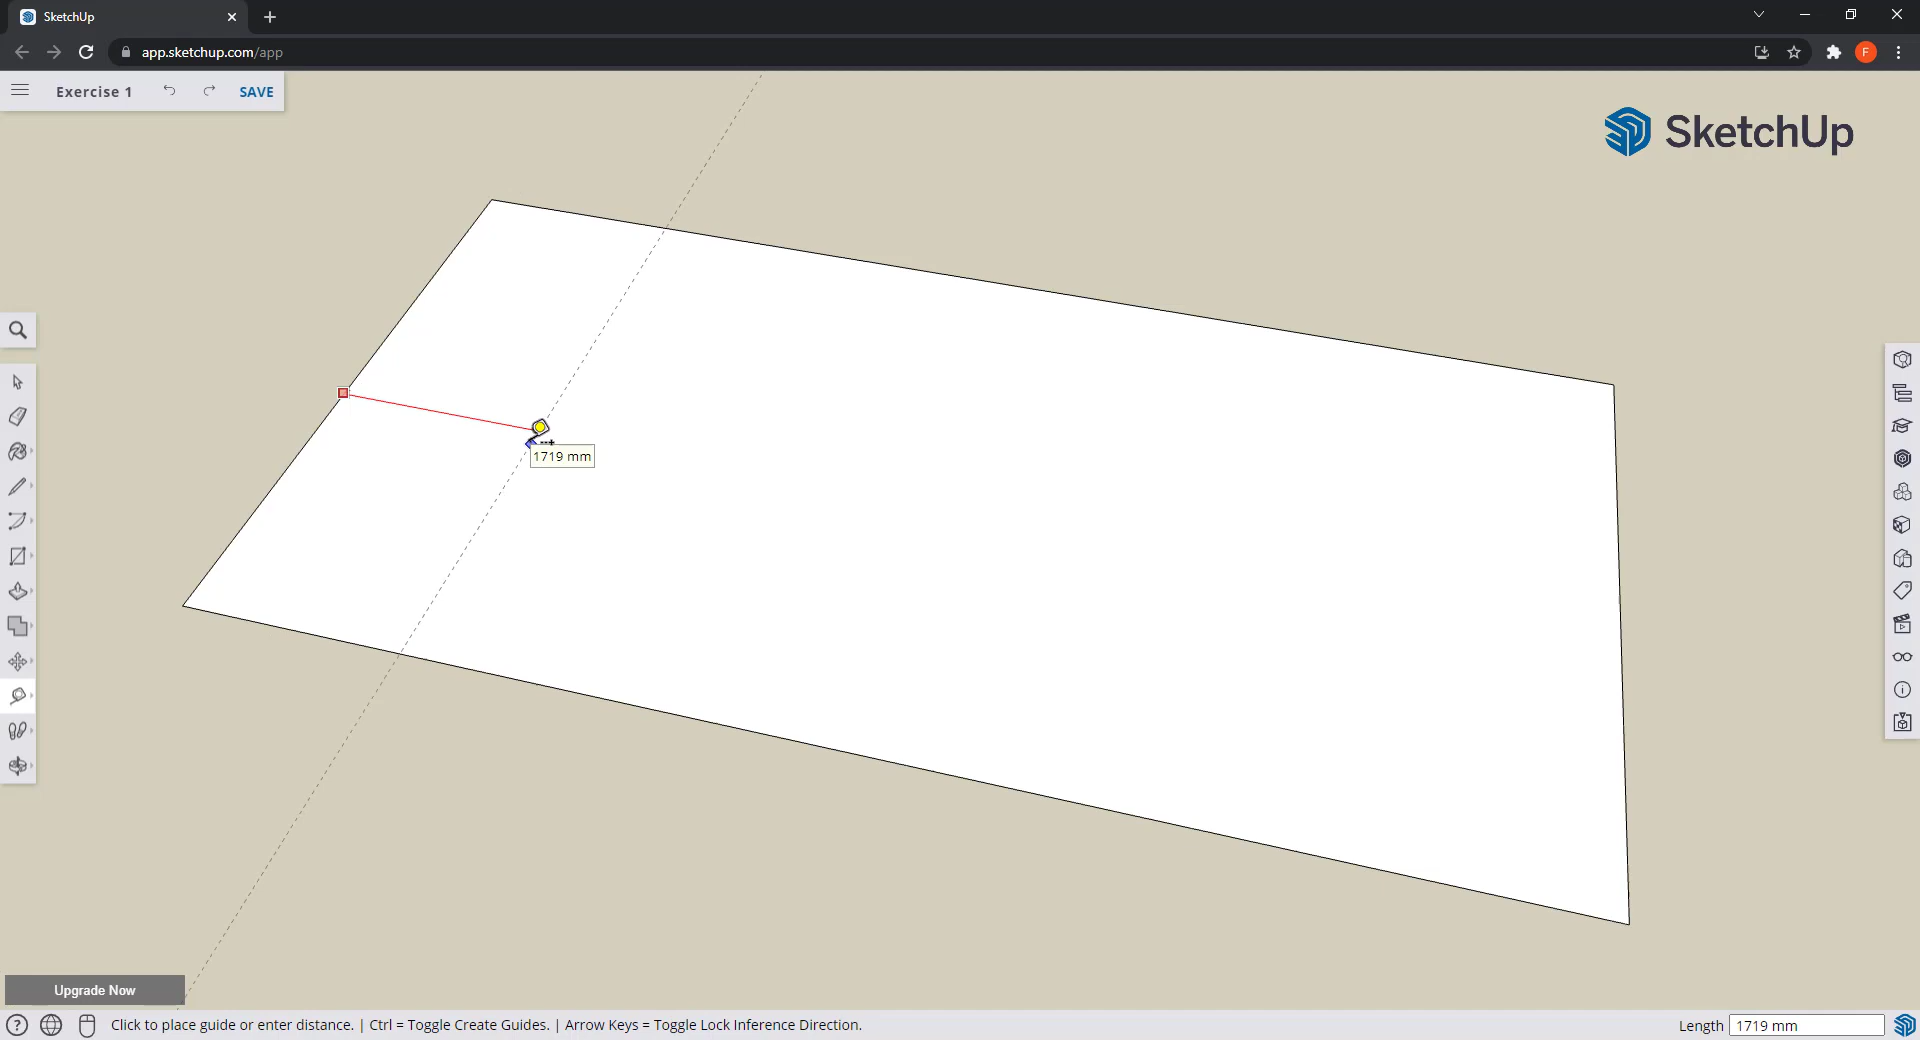 SketchUp
app.sketchup.com/app
F
Exercise 1
SAVE
SketchUp
1719 mm
Upgrade Now
Click to place guide or enter distance. | Ctrl = Toggle Create Guides. | Arrow Keys = Toggle Lock Inference Direction.
Length 1719 mm